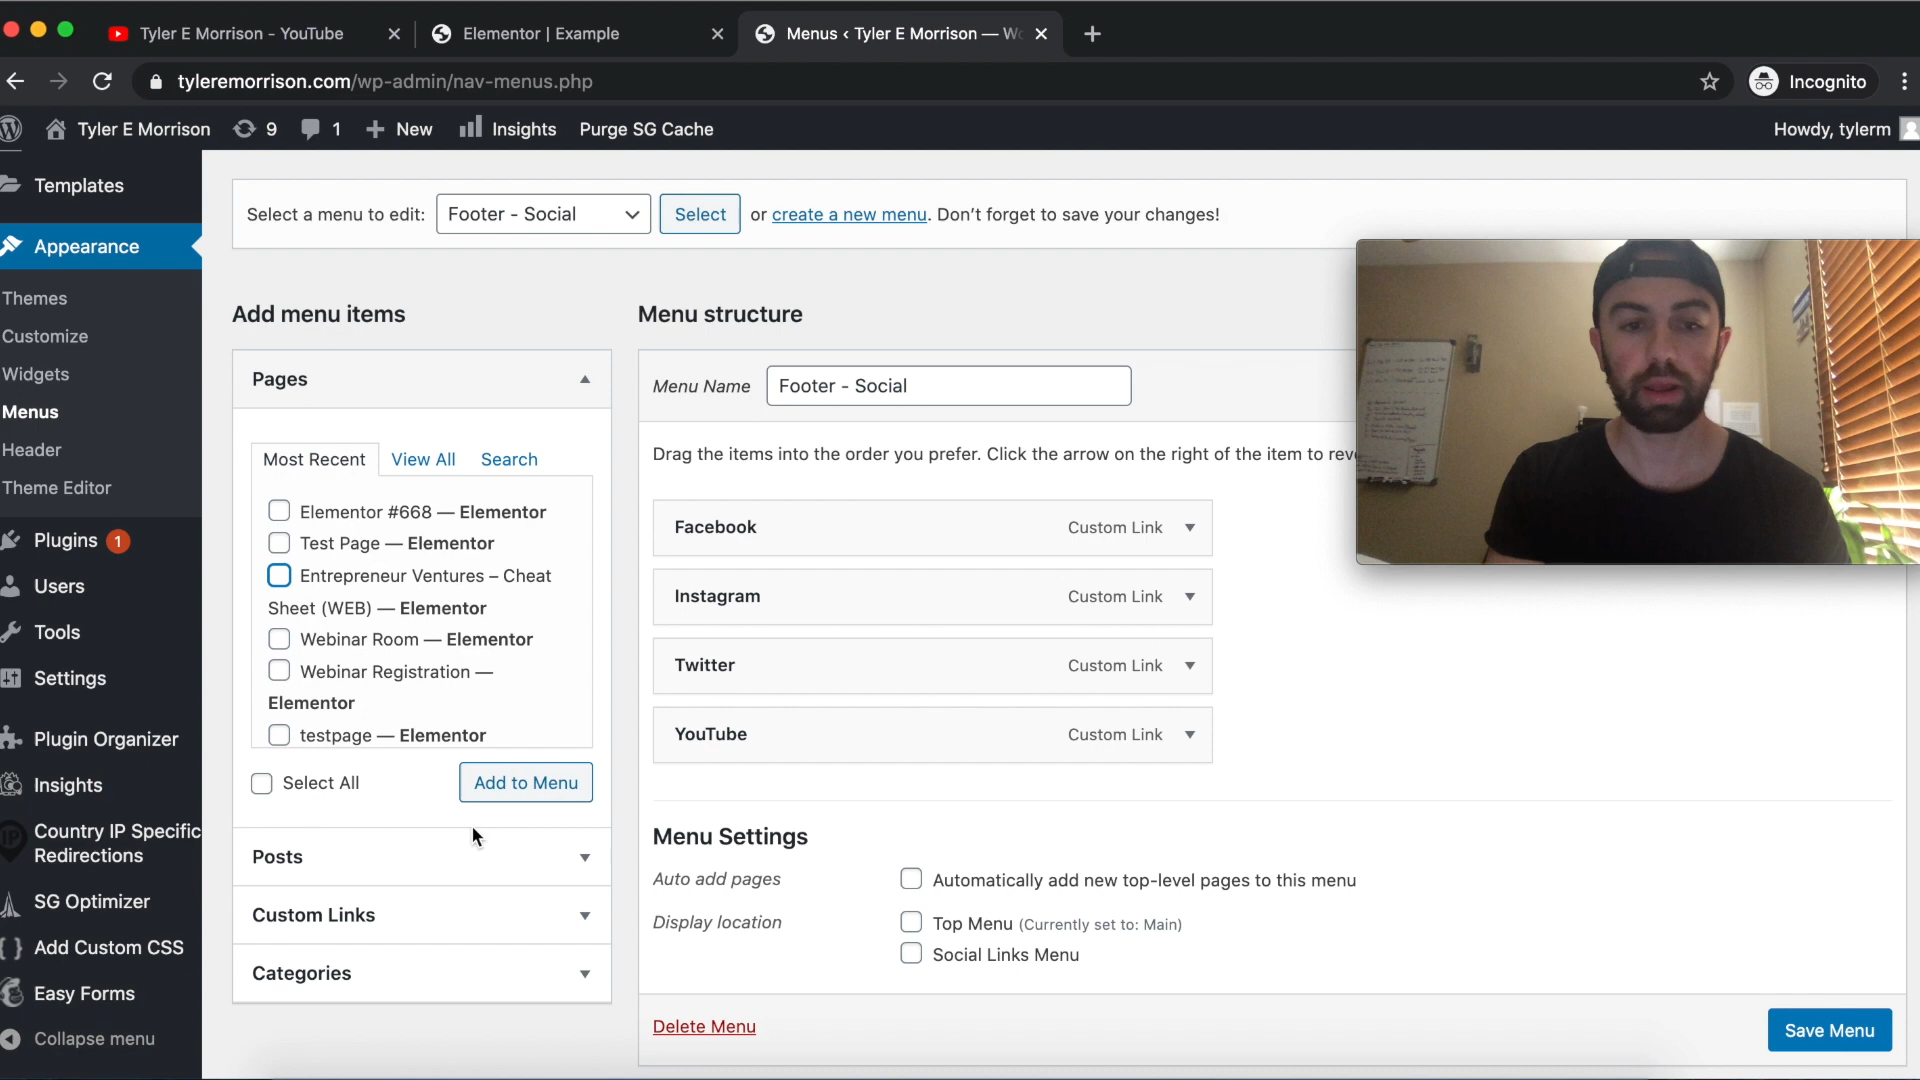 Tyler E Morrison - YouTube
Elementor | Example
Menus ‹ Tyler E Morrison — Wo
tyleremorrison.com/wp-admin/nav-menus.php
Incognito
Tyler E Morrison
9
1
New
Insights
Purge SG Cache
Howdy, tylerm
Templates
Appearance
Themes
Customize
Widgets
Menus
Header
Theme Editor
Plugins 1
Users
Tools
Settings
Plugin Organizer
Insights
Country IP Specific
Redirections
SG Optimizer
Add Custom CSS
Easy Forms
Collapse menu
Select a menu to edit: Footer - Social Select or create a new menu. Don’t forget to save your changes!
Add menu items
Pages
Most Recent View All Search
Elementor #668 — Elementor
Test Page — Elementor
Entrepreneur Ventures – Cheat
Sheet (WEB) — Elementor
Webinar Room — Elementor
Webinar Registration —
Elementor
testpage — Elementor
Select All Add to Menu
Posts
Custom Links
Categories
Menu structure
Menu Name Footer - Social
Drag the items into the order you prefer. Click the arrow on the right of the item to reve
Facebook Custom Link
Instagram Custom Link
Twitter Custom Link
YouTube Custom Link
Menu Settings
Auto add pages Automatically add new top-level pages to this menu
Display location Top Menu (Currently set to: Main)
Social Links Menu
Delete Menu
Save Menu